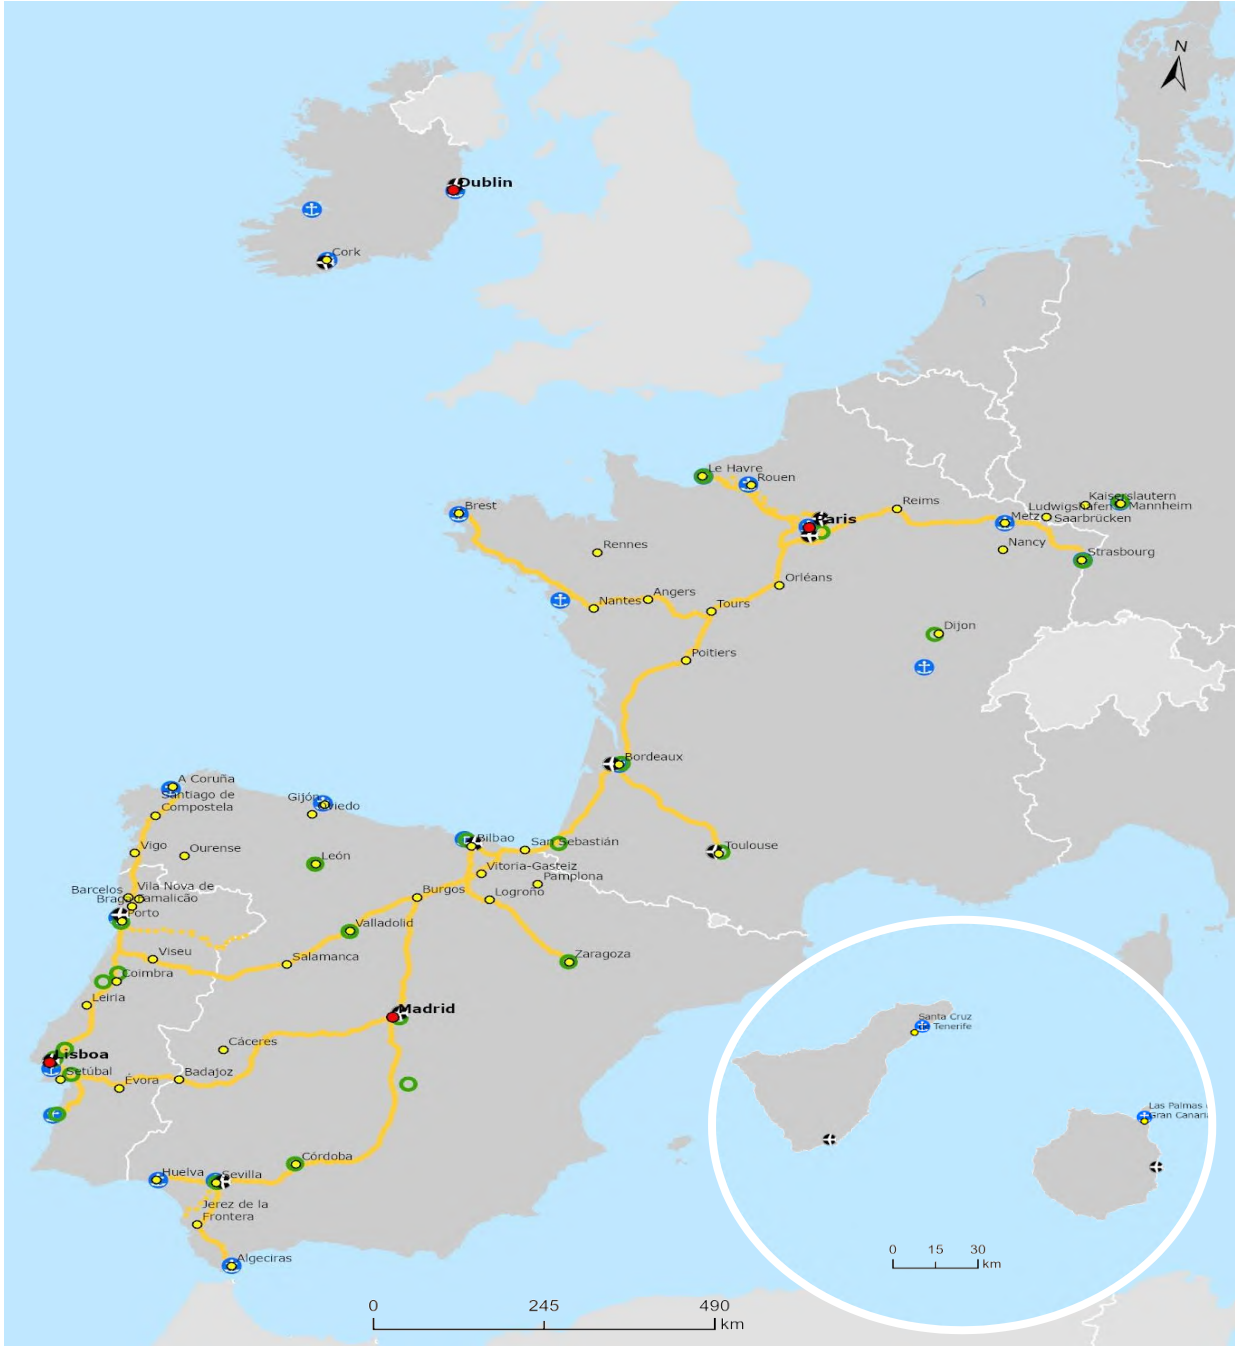 N
Dublin
Cork
Le Havre
Rouen
Brest
Rennes
Paris
Reims
Kaiserslautern
Ludwigshafen
Mannheim
Metz
Saarbrücken
Nancy
Strasbourg
Orléans
Angers
Nantes
Tours
Dijon
Poitiers
Bordeaux
Toulouse
A Coruña
Santiago de
Compostela
Gijón
Oviedo
Vigo
Ourense
León
Bilbao
San Sebastián
Vitoria-Gasteiz
Pamplona
Logroño
Burgos
Barcelos
Vila Nova de
Famalicão
Braga
Porto
Valladolid
Viseu
Salamanca
Zaragoza
Coimbra
Leiria
Madrid
Lisboa
Setúbal
Évora
Badajoz
Cáceres
Córdoba
Huelva
Sevilla
Jerez de la
Frontera
Algeciras
Santa Cruz
Tenerife
Las Palmas
Gran Canaria
0 15 30
km
0 245 490
km